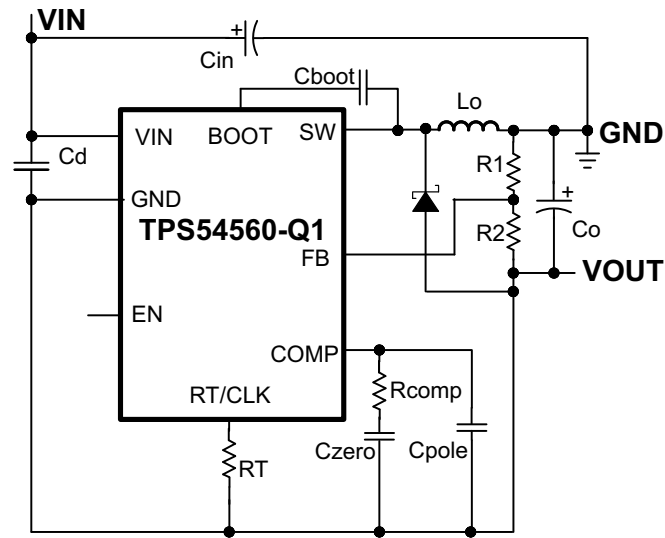 VIN
+
Cin
Cboot
Lo
VIN
BOOT
SW
GND
Cd
R1
GND
+
TPS54560-Q1
R2
Co
FB
VOUT
EN
COMP
RT/CLK
Rcomp
Czero
Cpole
RT